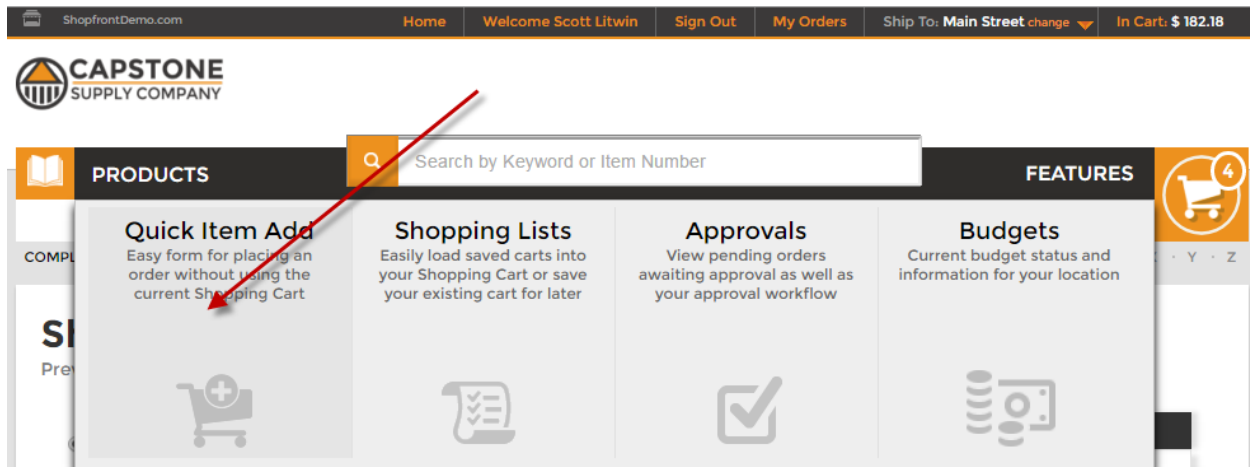 ShopfrontDemo.com Home Welcome Scott Litwin Sign Out My Orders Ship To: Main Street change In Cart: $ 182.18
CAPSTONE
SUPPLY COMPANY
PRODUCTS Search by Keyword or Item Number FEATURES 4
Quick Item Add
Easy form for placing an
order without using the
current Shopping Cart
Shopping Lists
Easily load saved carts into
your Shopping Cart or save
your existing cart for later
Approvals
View pending orders
awaiting approval as well as
your approval workflow
Budgets
Current budget status and
information for your location
COMPL · Y · Z
Sh
Prev